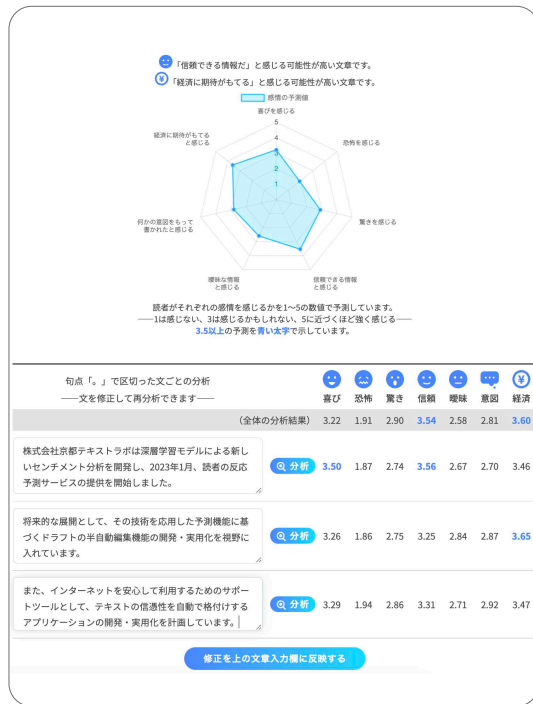 「信頼できる情報だ」と感じる可能性が高い文章です。
¥「経済に期待がもてる」と感じる可能性が高い文章です。
感情の予測値
喜びを感じる
5
4
3
2
1
恐怖を感じる
驚きを感じる
信頼できる情報
と感じる
曖昧な情報
と感じる
何かの意図をもって
書かれたと感じる
経済に期待がもてる
と感じる
読者がそれぞれの感情を感じるかを1〜5の数値で予測しています。
——1は感じない、3は感じるかもしれない、5に近づくほど強く感じる——
3.5以上の予測を青い太字で示しています。
句点「。」で区切った文ごとの分析
——文を修正して再分析できます——
¥
喜び 恐怖 驚き 信頼 曖昧 意図 経済
(全体の分析結果) 3.22 1.91 2.90 3.54 2.58 2.81 3.60
株式会社京都テキストラボは深層学習モデルによる新し
いセンチメント分析を開発し、2023年1月、読者の反応
予測サービスの提供を開始しました。
分析 3.50 1.87 2.74 3.56 2.67 2.70 3.46
将来的な展開として、その技術を応用した予測機能に基
づくドラフトの半自動編集機能の開発・実用化を視野に
入れています。
分析 3.26 1.86 2.75 3.25 2.84 2.87 3.65
また、インターネットを安心して利用するためのサポー
トツールとして、テキストの信憑性を自動で格付けする
アプリケーションの開発・実用化を計画しています。
分析 3.29 1.94 2.86 3.31 2.71 2.92 3.47
修正を上の文章入力欄に反映する